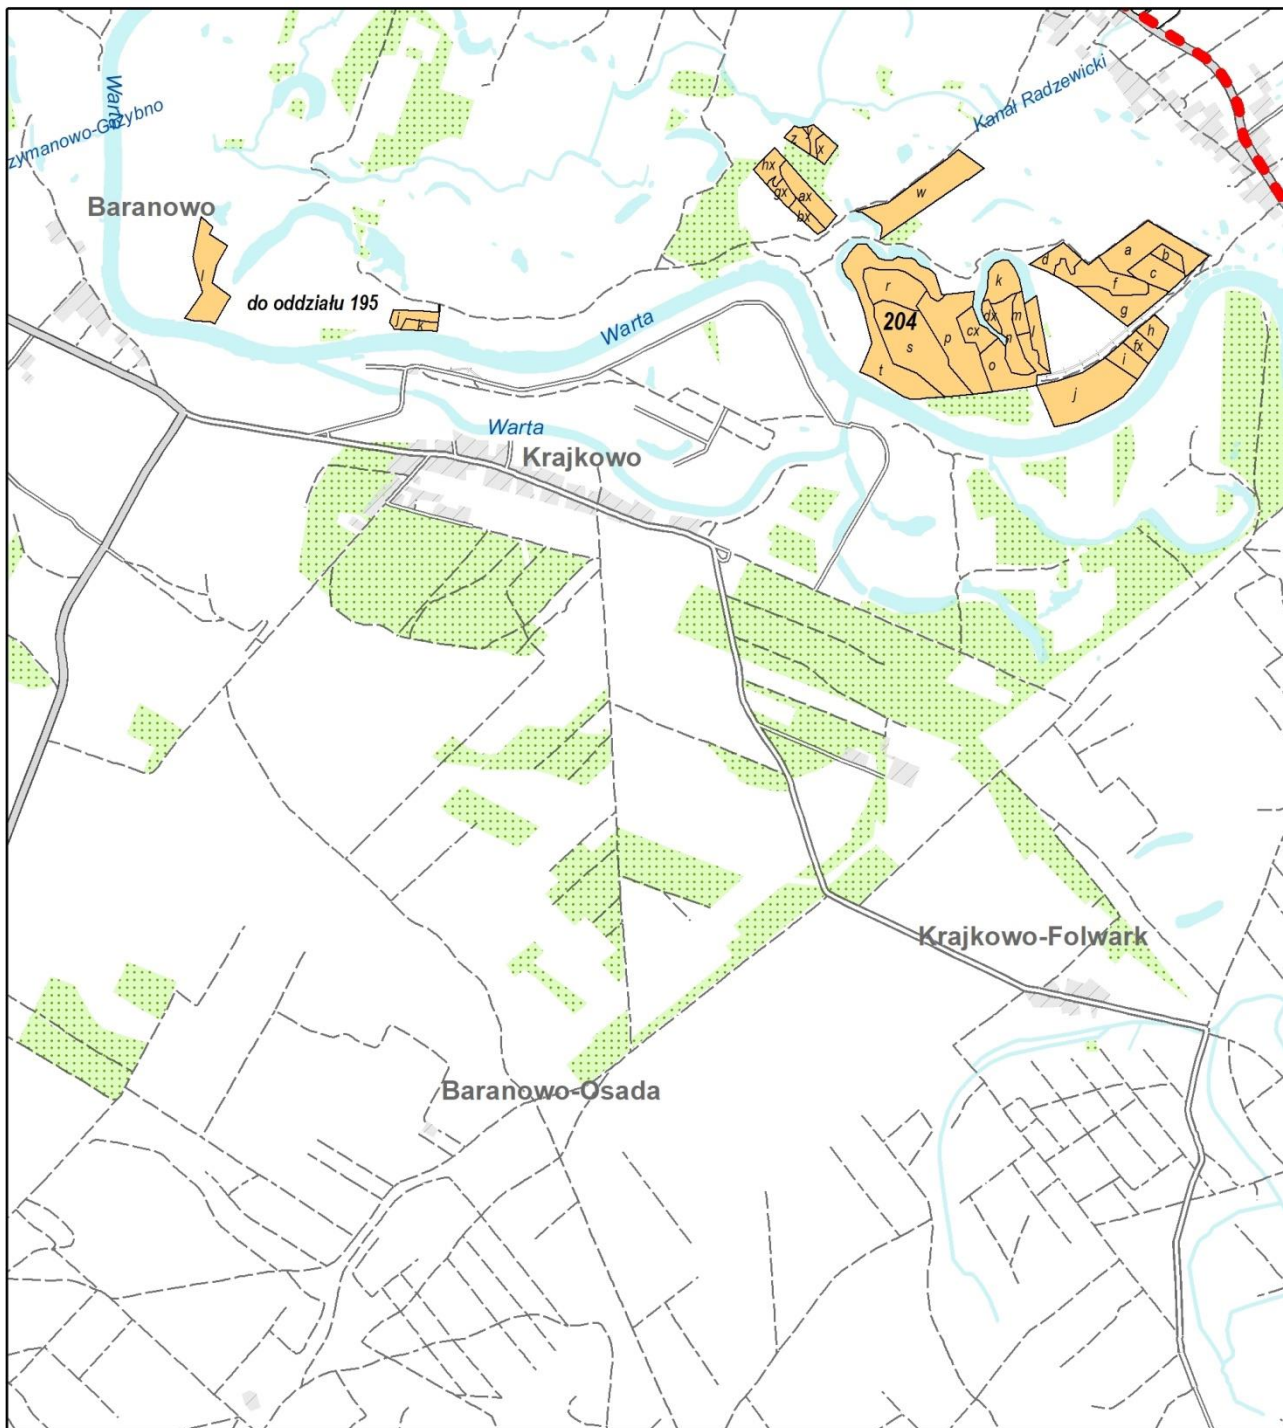 Warta
Kanał Radzewicki
zymanowo-Grzybno
z
y
x
hx
gx
ax
bx
w
Baranowo
a
b
c
d
f
g
l
do oddziału 195
j
k
r
204
s
t
p
cx
dx
k
m
n
l
o
h
fx
i
j
Warta
Warta
Krajkowo
Krajkowo-Folwark
Baranowo-Osada